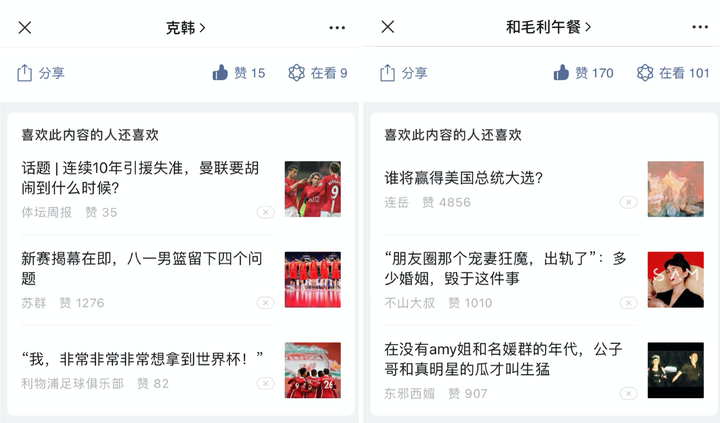 克韩
分享
赞 15
在看 9
喜欢此内容的人还喜欢
话题 | 连续10年引援失准，曼联要胡
闹到什么时候？
体坛周报 赞 35
新赛揭幕在即，八一男篮留下四个问
题
苏群 赞 1276
“我，非常非常非常想拿到世界杯！”
利物浦足球俱乐部 赞 82
和毛利午餐
分享
赞 170
在看 101
喜欢此内容的人还喜欢
谁将赢得美国总统大选？
连岳 赞 4856
“朋友圈那个宠妻狂魔，出轨了”：多
少婚姻，毁于这件事
不山大叔 赞 1010
SAM
在没有amy姐和名媛群的年代，公子
哥和真明星的瓜才叫生猛
东邪西媚 赞 907